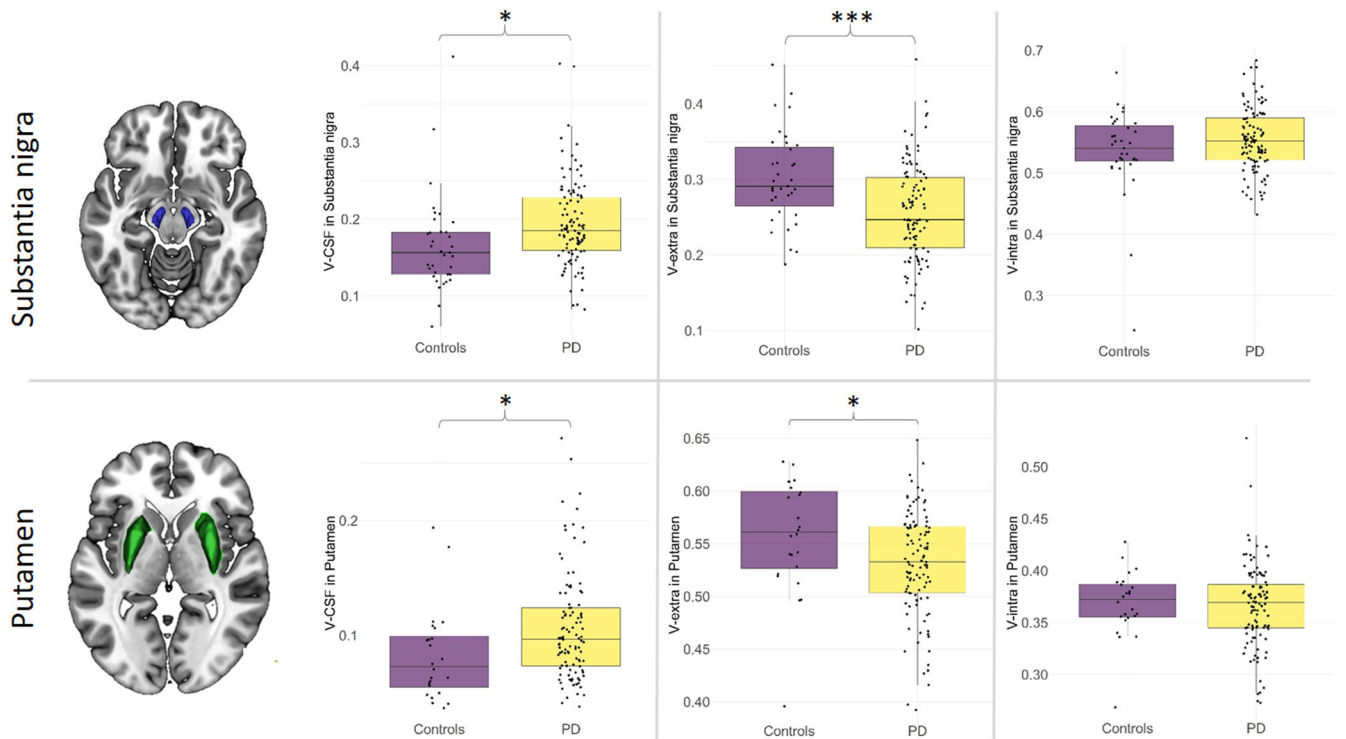 Substantia nigra
*
V-CSF in Substantia nigra
0.4
0.3
0.2
0.1
Controls
PD
***
V-extra in Substantia nigra
0.4
0.3
0.2
0.1
Controls
PD
V-intra in Substantia nigra
0.7
0.6
0.5
0.4
0.3
Controls
PD
Putamen
*
V-CSF in Putamen
0.2
0.1
Controls
PD
*
V-extra in Putamen
0.65
0.60
0.55
0.50
0.45
0.40
Controls
PD
V-intra in Putamen
0.50
0.45
0.40
0.35
0.30
Controls
PD